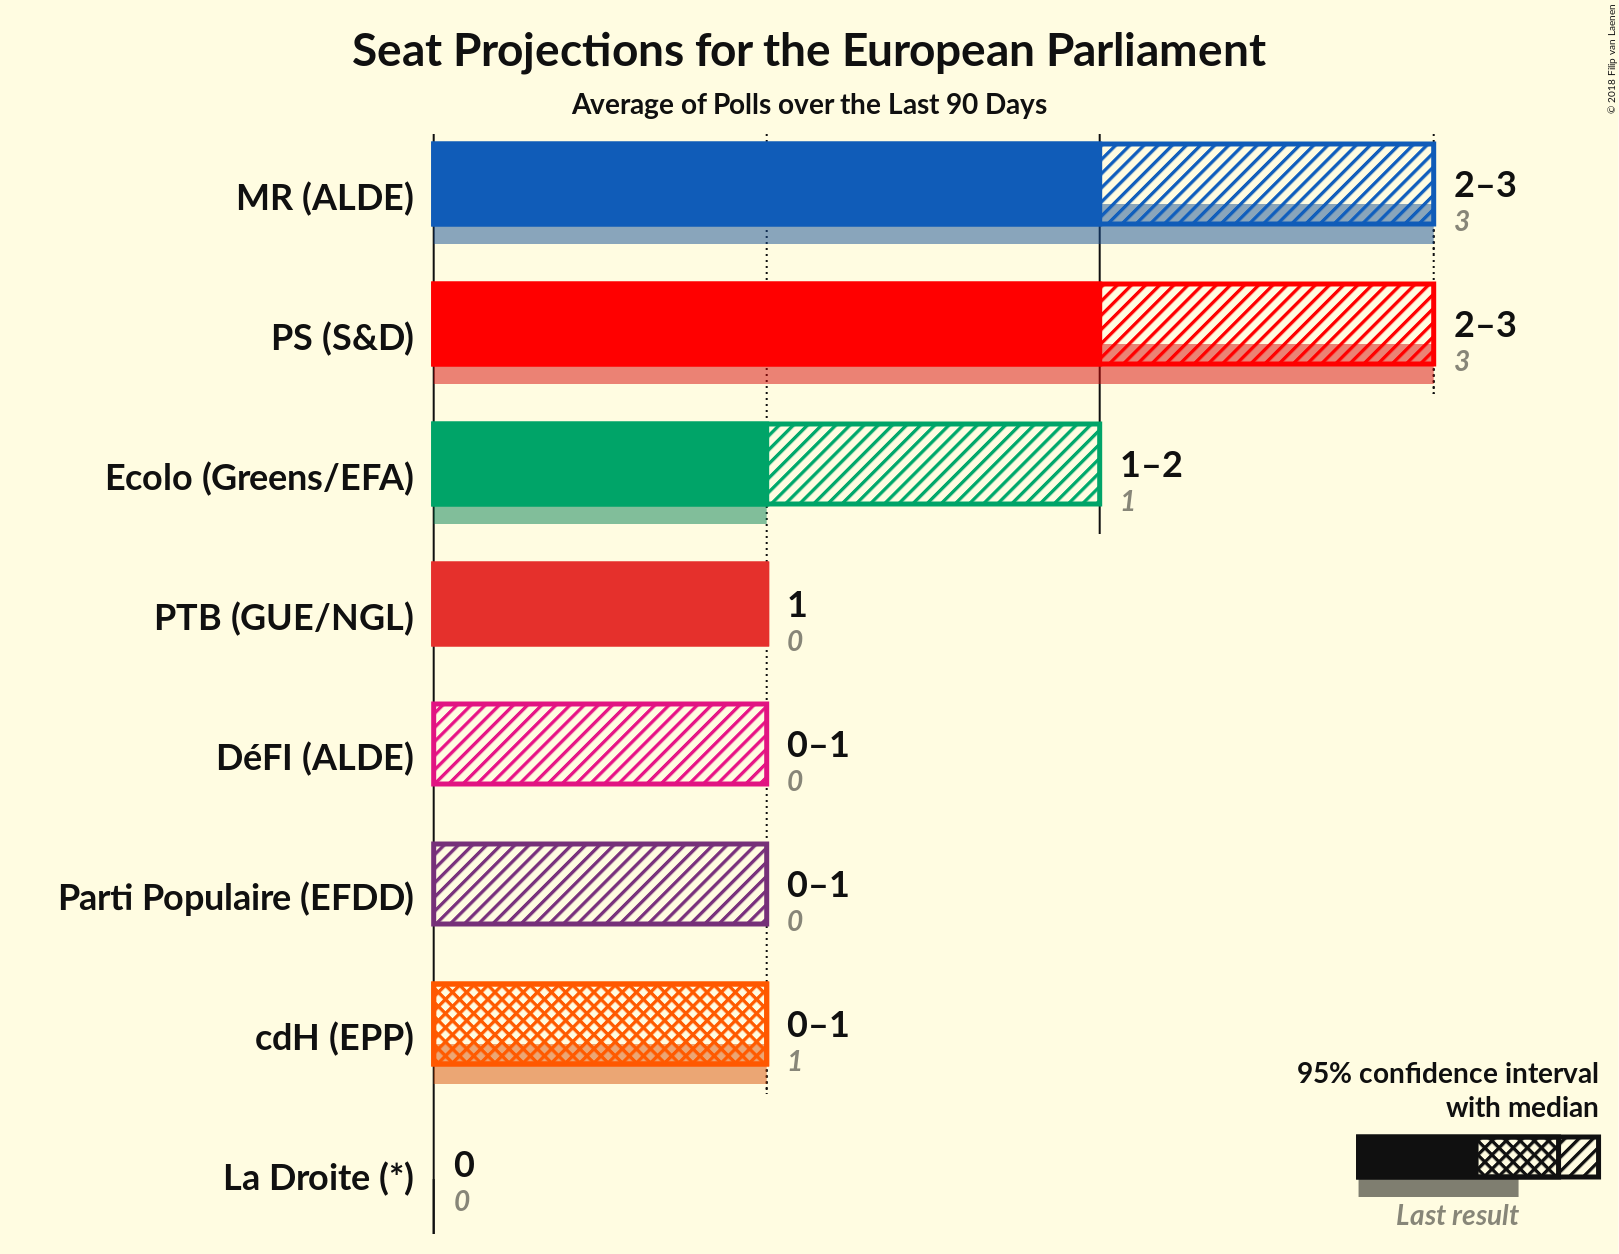 Seat Projections for the European Parliament
Average of Polls over the Last 90 Days
© 2018 Filip van Laenen
MR (ALDE)
2–3
3
PS (S&D)
2–3
3
Ecolo (Greens/EFA)
1–2
1
PTB (GUE/NGL)
1
0
DéFI (ALDE)
0–1
0
Parti Populaire (EFDD)
0–1
0
cdH (EPP)
0–1
1
La Droite (*)
0
0
95% confidence interval
with median
Last result